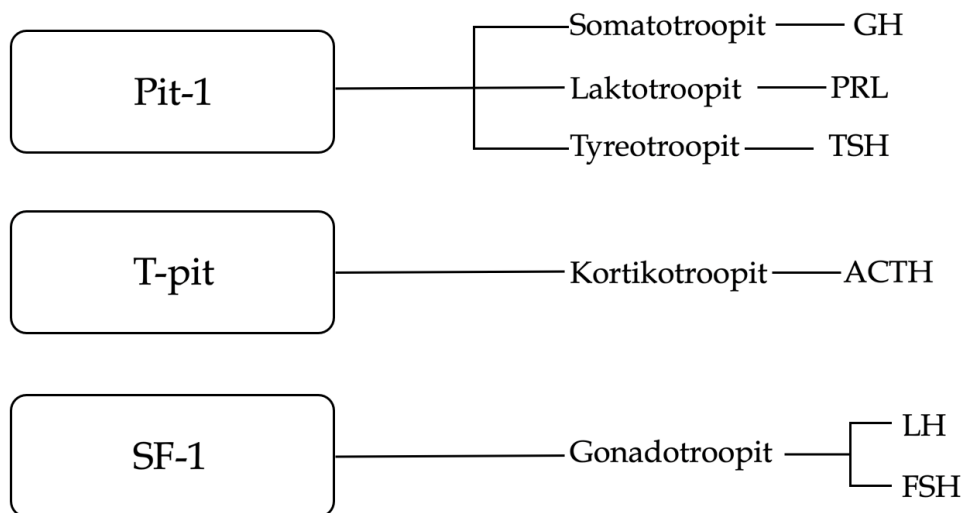 Pit-1
Somatotroopit GH
Laktotroopit PRL
Tyreotroopit TSH
T-pit
Kortikotroopit ACTH
SF-1
Gonadotroopit
LH
FSH